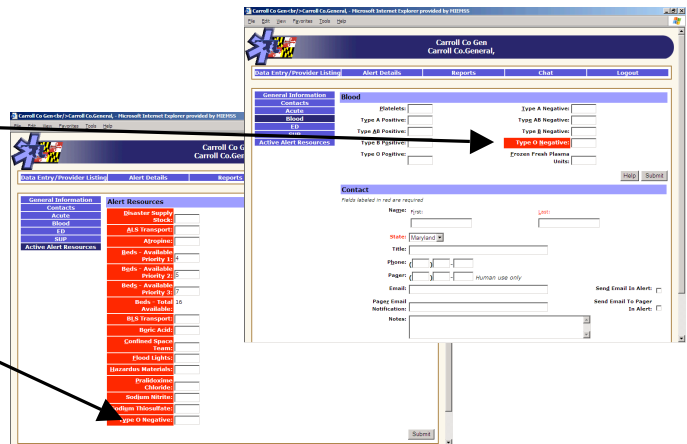 Carroll Co Gen<br/>Carroll Co.General, - Microsoft Internet Explorer provided by MIEMSS
File Edit View Favorites Tools Help
Carroll Co Gen
Carroll Co.General,
Data Entry/Provider Listing Alert Details Reports Chat Logout
General Information
Contacts
Acute
Blood
ED
SUP
Active Alert Resources
Blood
Platelets: Type A Negative:
Type A Positive: Type AB Negative:
Type AB Positive: Type B Negative:
Type B Positive: Type O Negative:
Type O Positive: Frozen Fresh Plasma
Units:
Help Submit
Contact
Fields labeled in red are required
Name: First: Last:
State: Maryland
Title:
Phone: ( ) -
Pager: ( ) - Human use only
Email: Send Email In Alert:
Pager Email
Notification:
Send Email To Pager
In Alert:
Notes:
Carroll Co Gen<br/>Carroll Co.General, - Microsoft Internet Explorer provided by MIEMSS
File Edit View Favorites Tools Help
Carroll Co G
Carroll Co.Ger
Data Entry/Provider Listing Alert Details Reports
General Information
Contacts
Acute
Blood
ED
SUP
Active Alert Resources
Alert Resources
Disaster Supply
Stock:
ALS Transport:
Atropine:
Beds - Available
Priority 1: 4
Beds - Available
Priority 2: 5
Beds - Available
Priority 3: 7
Beds - Total 16
Available:
BLS Transport:
Boric Acid:
Confined Space
Team:
Flood Lights:
Hazardus Materials:
Pralidoxime
Chloride:
Sodium Nitrite:
Sodium Thiosulfate:
Type O Negative:
Submit